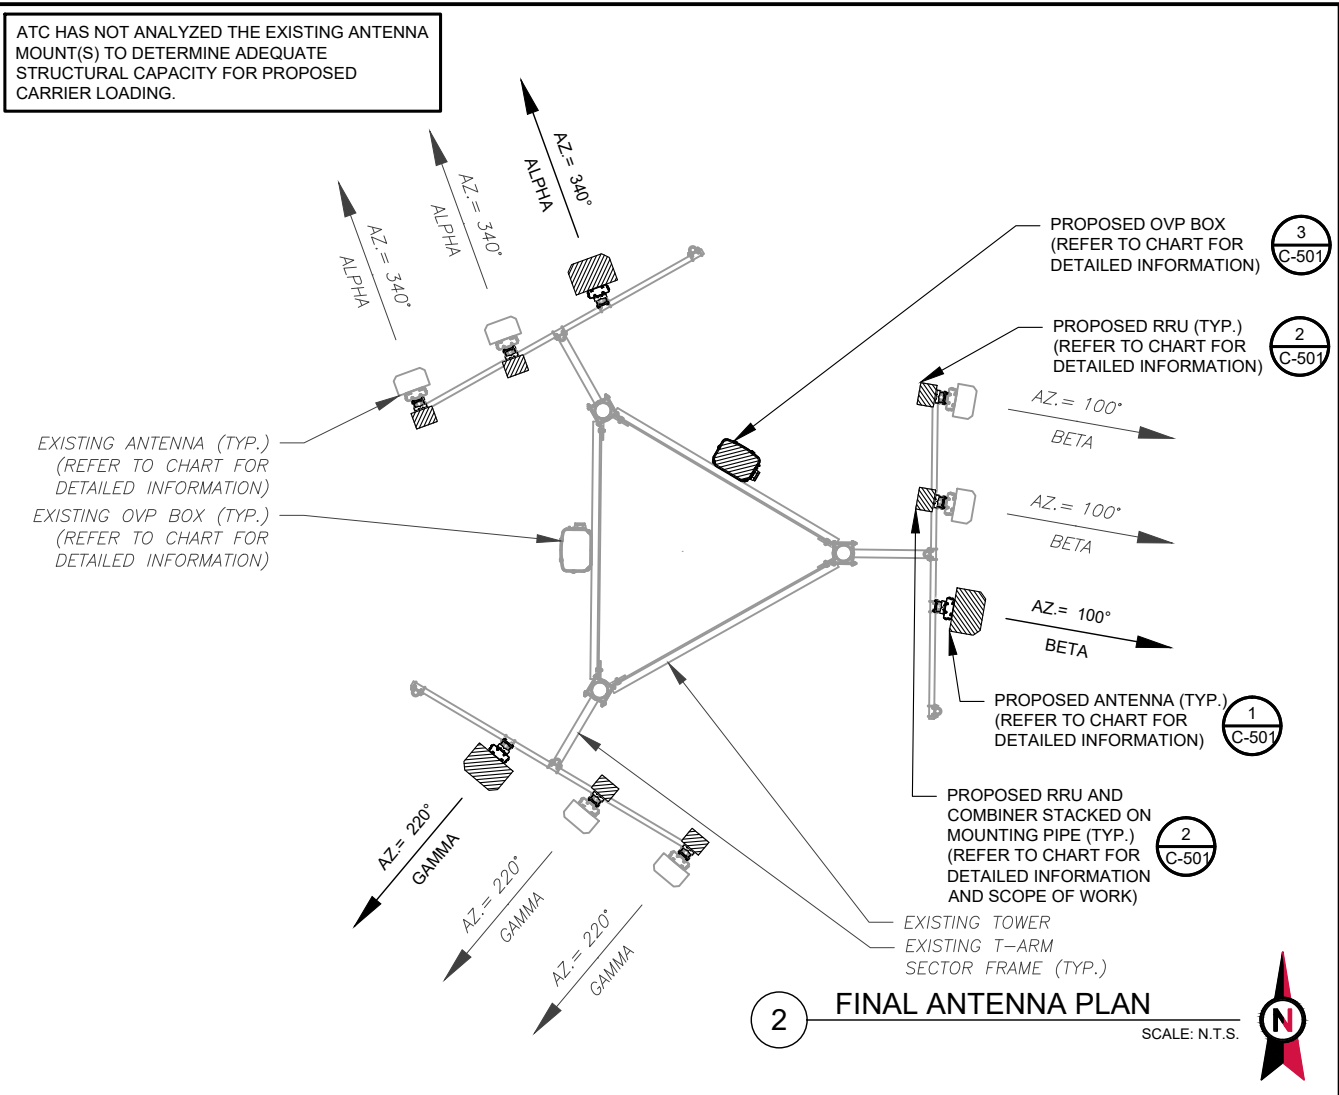 ATC HAS NOT ANALYZED THE EXISTING ANTENNA
MOUNT(S) TO DETERMINE ADEQUATE
STRUCTURAL CAPACITY FOR PROPOSED
CARRIER LOADING.
AZ.= 340°
ALPHA
AZ.= 340°
ALPHA
AZ.= 340°
ALPHA
PROPOSED OVP BOX
(REFER TO CHART FOR
DETAILED INFORMATION)
3
C-501
PROPOSED RRU (TYP.)
(REFER TO CHART FOR
DETAILED INFORMATION)
2
C-501
AZ.= 100°
BETA
EXISTING ANTENNA (TYP.)
(REFER TO CHART FOR
DETAILED INFORMATION)
EXISTING OVP BOX (TYP.)
(REFER TO CHART FOR
DETAILED INFORMATION)
AZ.= 100°
BETA
AZ.= 100°
BETA
PROPOSED ANTENNA (TYP.)
(REFER TO CHART FOR
DETAILED INFORMATION)
1
C-501
PROPOSED RRU AND
COMBINER STACKED ON
MOUNTING PIPE (TYP.)
(REFER TO CHART FOR
DETAILED INFORMATION
AND SCOPE OF WORK)
2
C-501
AZ.= 220°
GAMMA
AZ.= 220°
GAMMA
AZ.= 220°
GAMMA
EXISTING TOWER
EXISTING T-ARM
SECTOR FRAME (TYP.)
2
FINAL ANTENNA PLAN
SCALE: N.T.S.
N